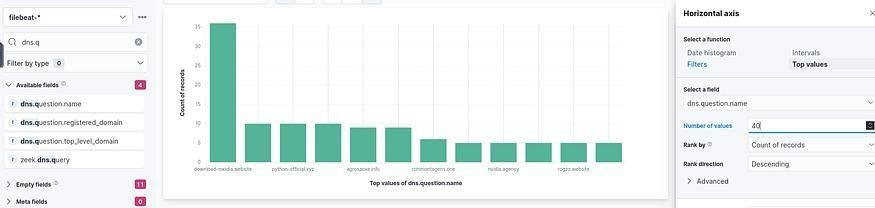 filebeat-*
dns.q
Filter by type 0
Available fields 4
dns.question.name
dns.question.registered_domain
dns.question.top_level_domain
zeek.dns.query
Empty fields 11
Meta fields 0
Count of records
35
30
25
20
15
10
5
0
download-nvidia.website
python-official.xyz
agrosaoxe.info
rcmmontagens.one
nvidia.agency
rogzo.website
Top values of dns.question.name
Horizontal axis
Select a function
Date histogram
Intervals
Filters
Top values
Select a field
dns.question.name
Number of values 40
Rank by Count of records
Rank direction Descending
Advanced